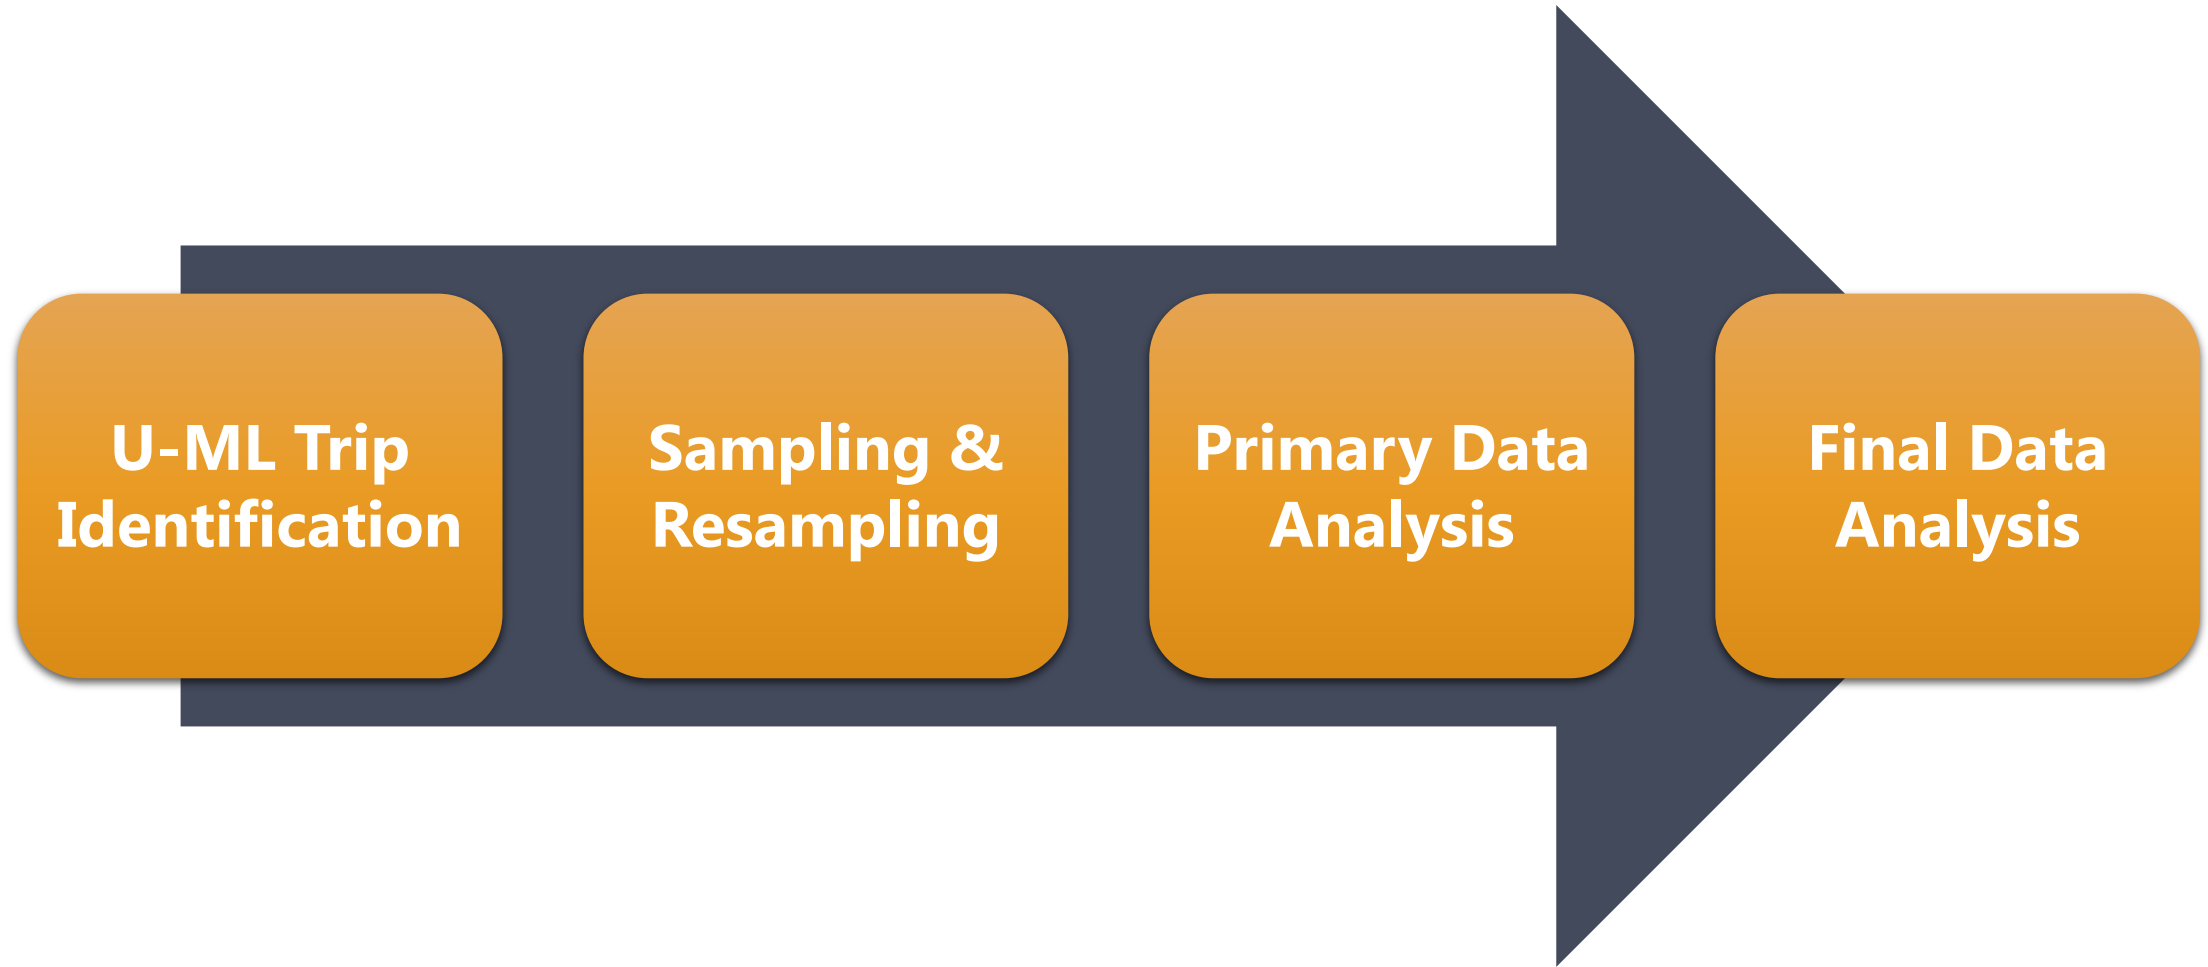 U-ML Trip
Identification
Sampling &
Resampling
Primary Data
Analysis
Final Data
Analysis